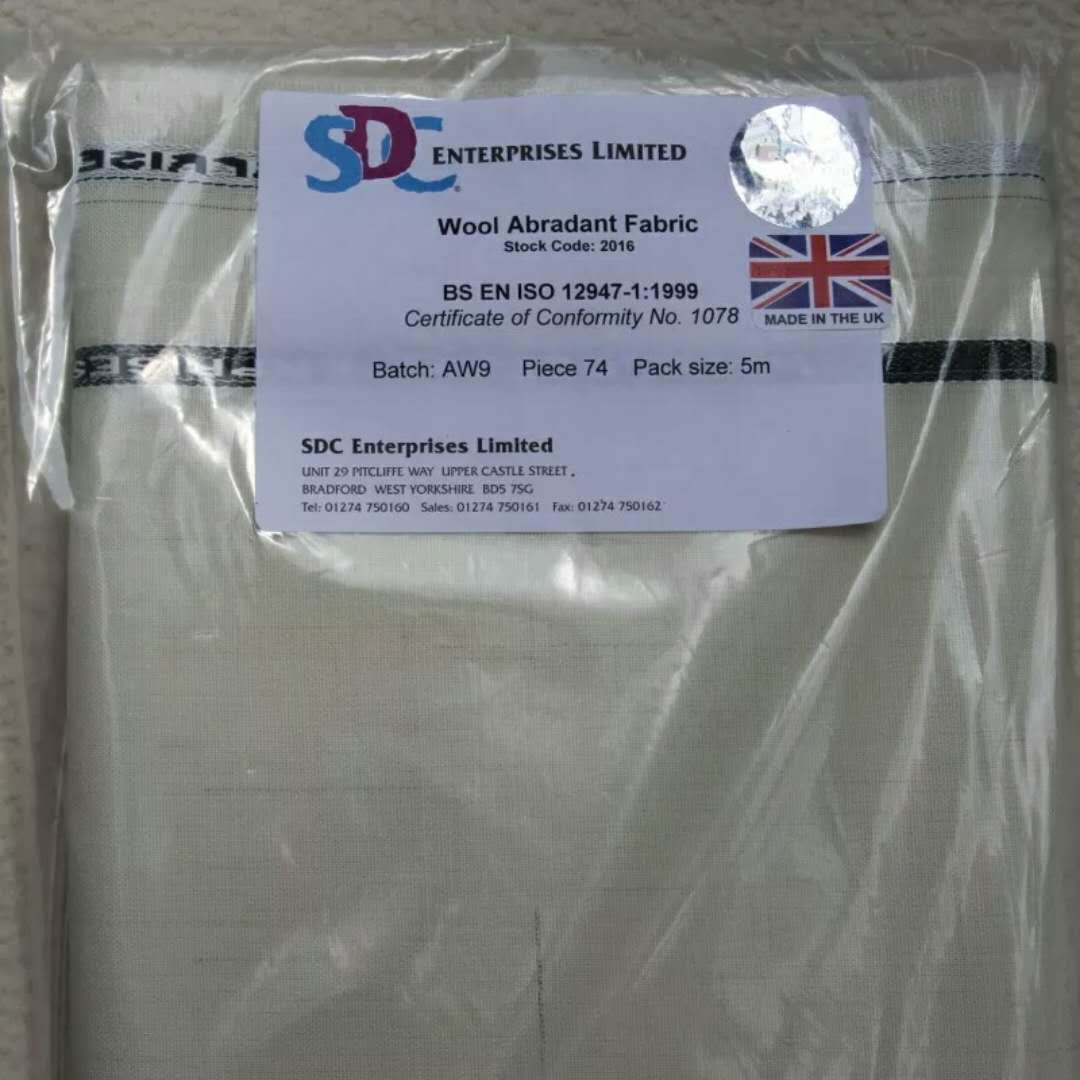 SDC ENTERPRISES LIMITED
Wool Abradant Fabric
Stock Code: 2016
BS EN ISO 12947-1:1999
Certificate of Conformity No. 1078
MADE IN THE UK
Batch: AW9 Piece 74 Pack size: 5m
SDC Enterprises Limited
UNIT 29 PITCLIFFE WAY UPPER CASTLE STREET .
BRADFORD WEST YORKSHIRE BD5 7SG
Tel: 01274 750160 Sales: 01274 750161 Fax: 01274 750162